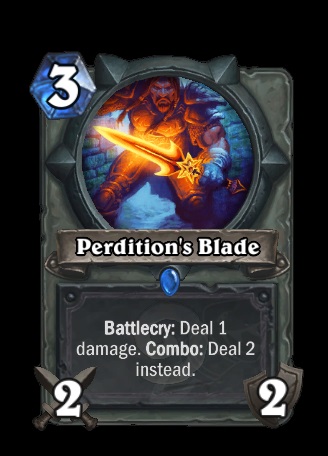 3
Perdition's Blade
Battlecry: Deal 1
damage. Combo: Deal 2
instead.
2
2